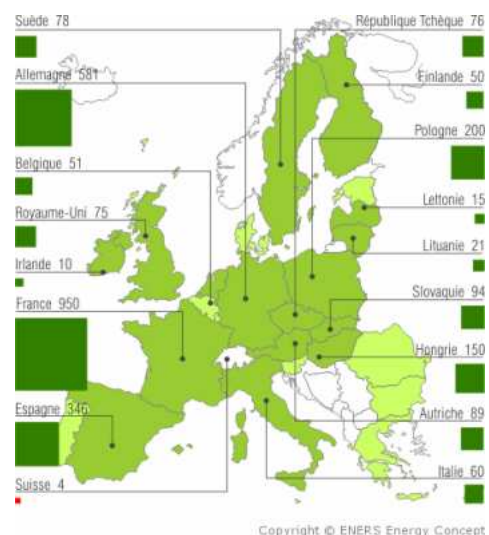 Suède 78
République Tchèque 76
Allemagne 581
Finlande 50
Pologne 200
Belgique 51
Lettonie 15
Royaume-Uni 75
Lituanie 21
Irlande 10
Slovaquie 94
France 950
Hongrie 150
Espagne 346
Autriche 89
Italie 60
Suisse 4
Copyright © ENERS Energy Concept